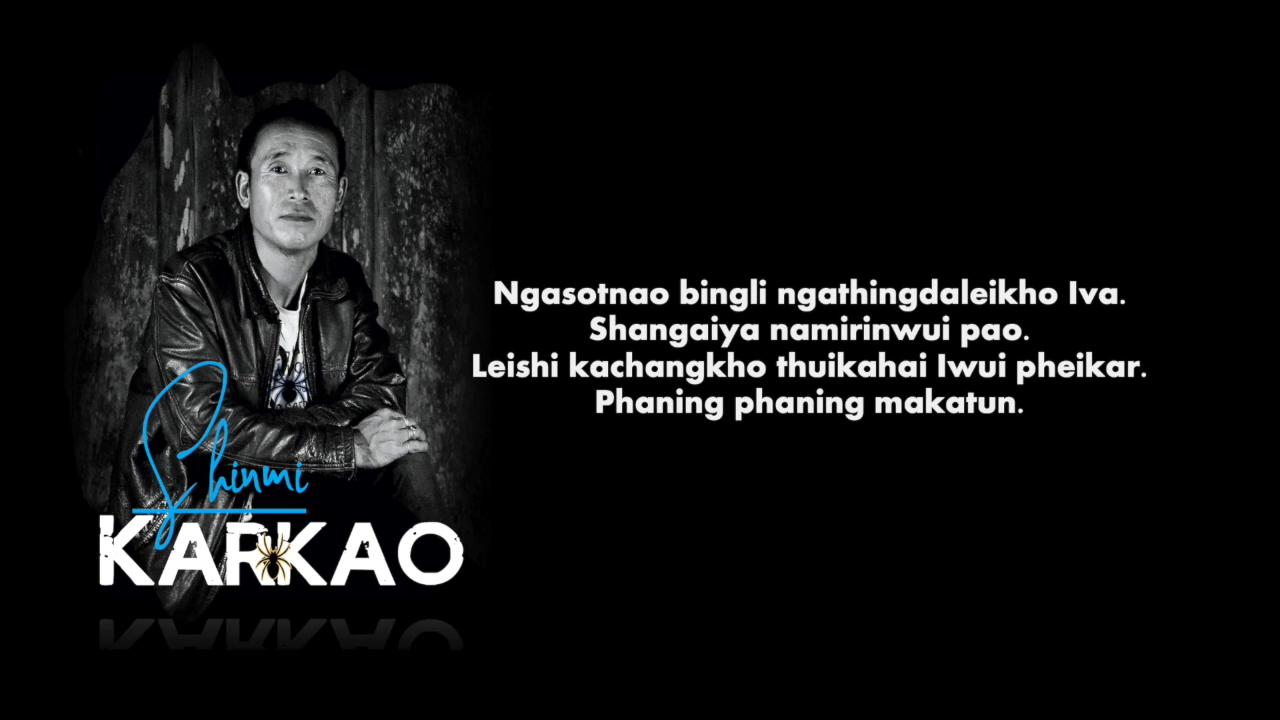 Ngasotnao bingli ngathingdaleikho Iva.
Shangaiya namirinwui pao.
Leishi kachangkho thuikahai Iwui pheikar.
Phaning phaning makatun.
Shinmi
KARKAO